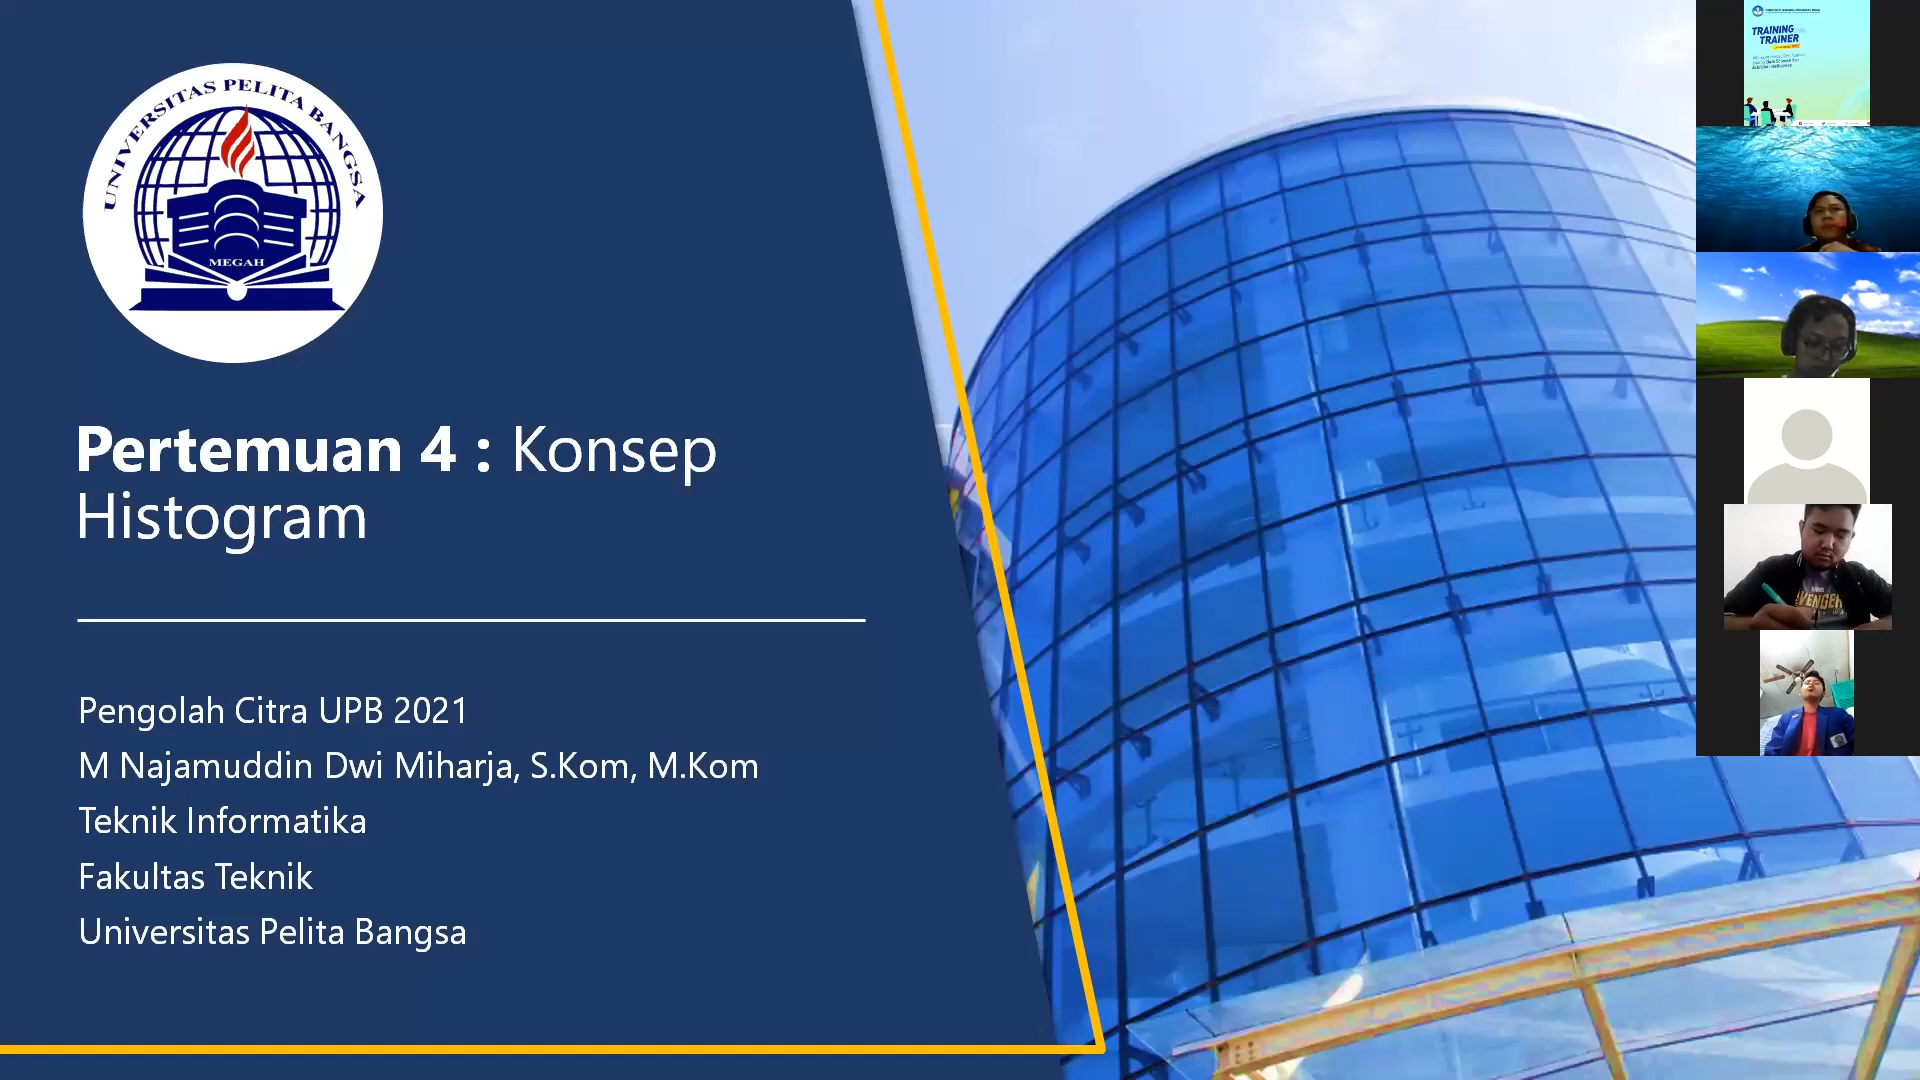 UNIVERSITAS PELITA BANGSA
MEGAH
Pertemuan 4 : Konsep
Histogram
Pengolah Citra UPB 2021
M Najamuddin Dwi Miharja, S.Kom, M.Kom
Teknik Informatika
Fakultas Teknik
Universitas Pelita Bangsa
TRAINING
TRAINER
AVENGER